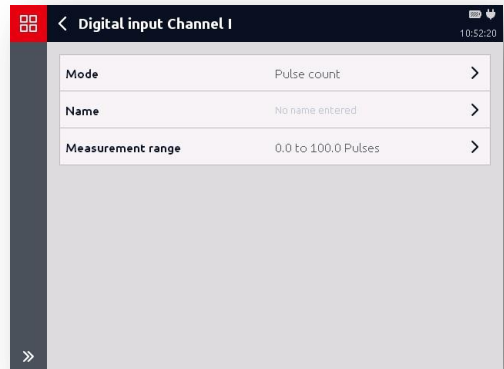 Digital input Channel I
10:52:20
Mode Pulse count
Name No name entered
Measurement range 0.0 to 100.0 Pulses